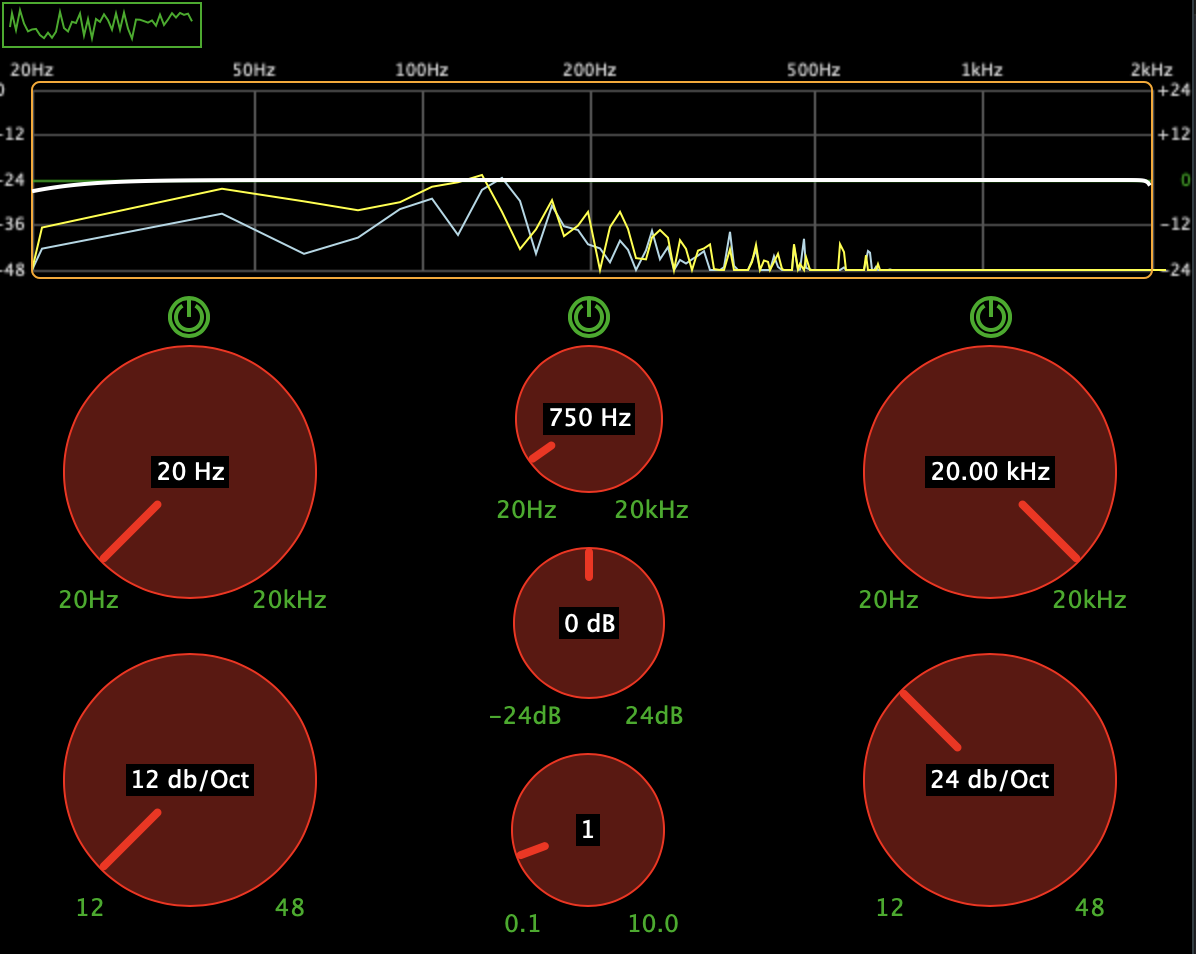 20Hz 50Hz 100Hz 200Hz 500Hz 1kHz 2kHz
0 +24
-12 +12
-24 0
-36 -12
-48 -24
750 Hz
20 Hz 20.00 kHz
20Hz 20kHz
20Hz 20kHz 20Hz 20kHz
0 dB
-24dB 24dB
12 db/Oct 24 db/Oct
1
12 48 12 48
0.1 10.0